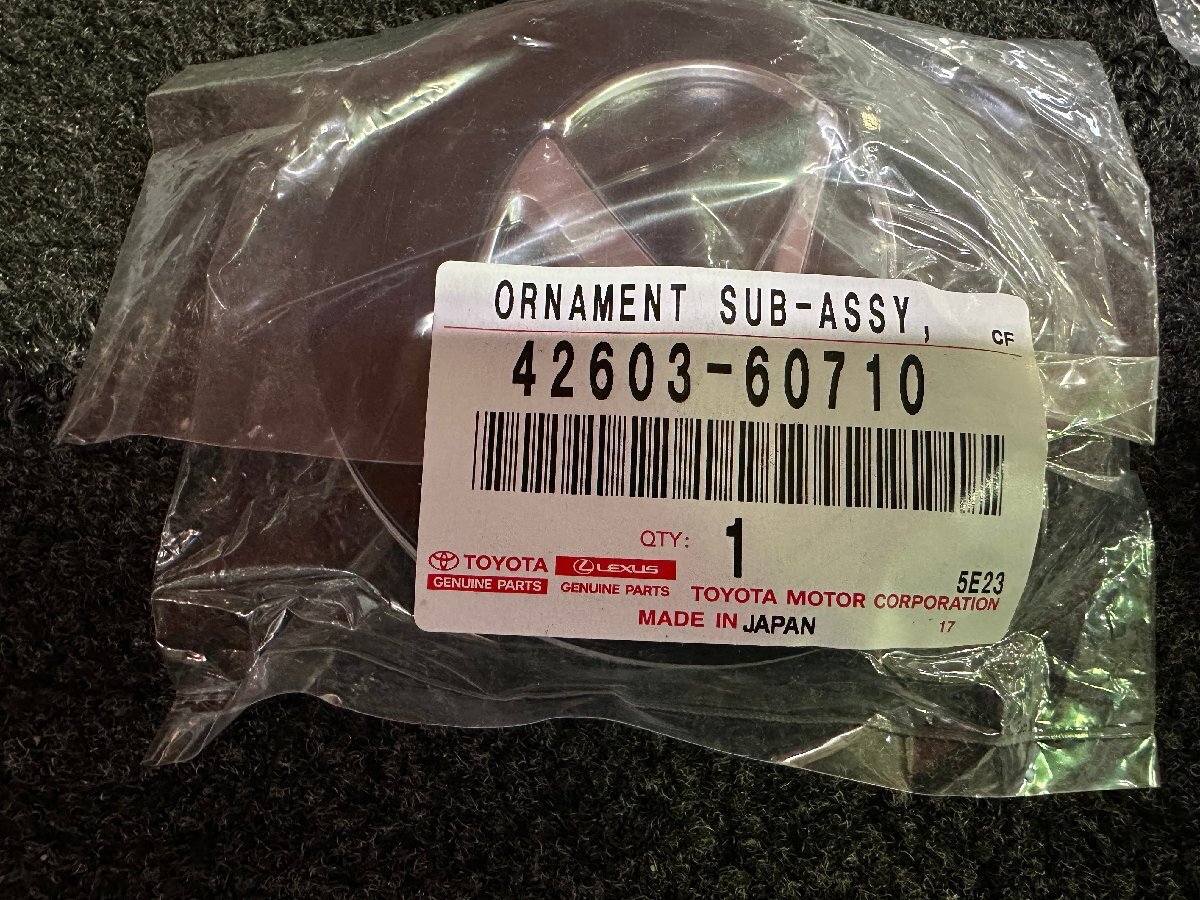 ORNAMENT SUB-ASSY,
CF
42603-60710
QTY: 1
TOYOTA LEXUS
GENUINE PARTS GENUINE PARTS
5E23
TOYOTA MOTOR CORPORATION
MADE IN JAPAN 17